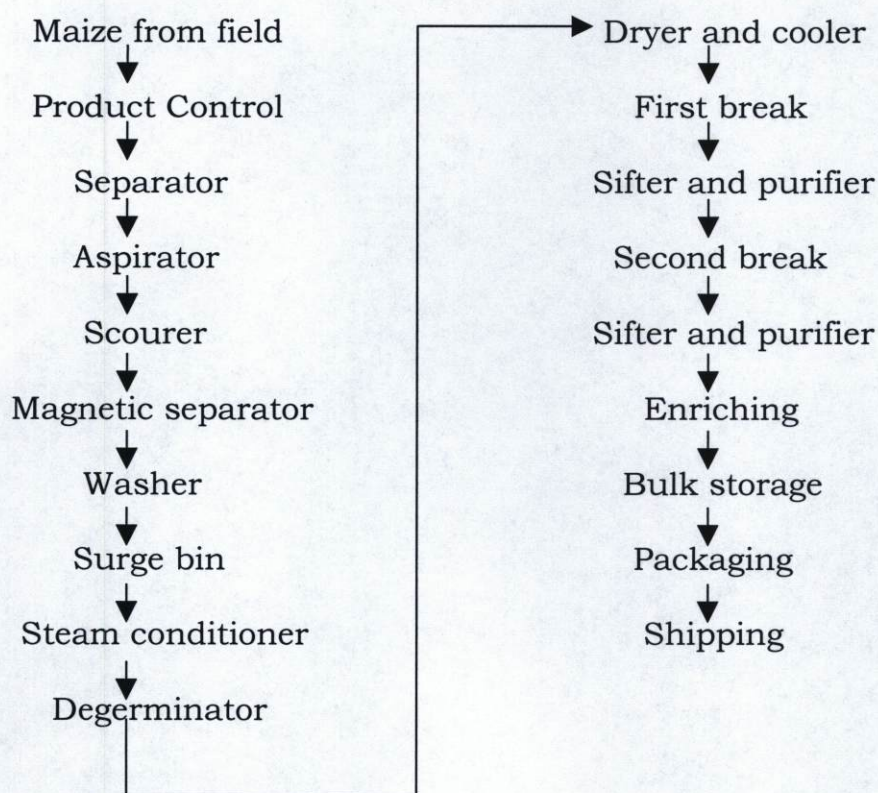 Maize from field
Product Control
Separator
Aspirator
Scourer
Magnetic separator
Washer
Surge bin
Steam conditioner
Degerminator
Dryer and cooler
First break
Sifter and purifier
Second break
Sifter and purifier
Enriching
Bulk storage
Packaging
Shipping